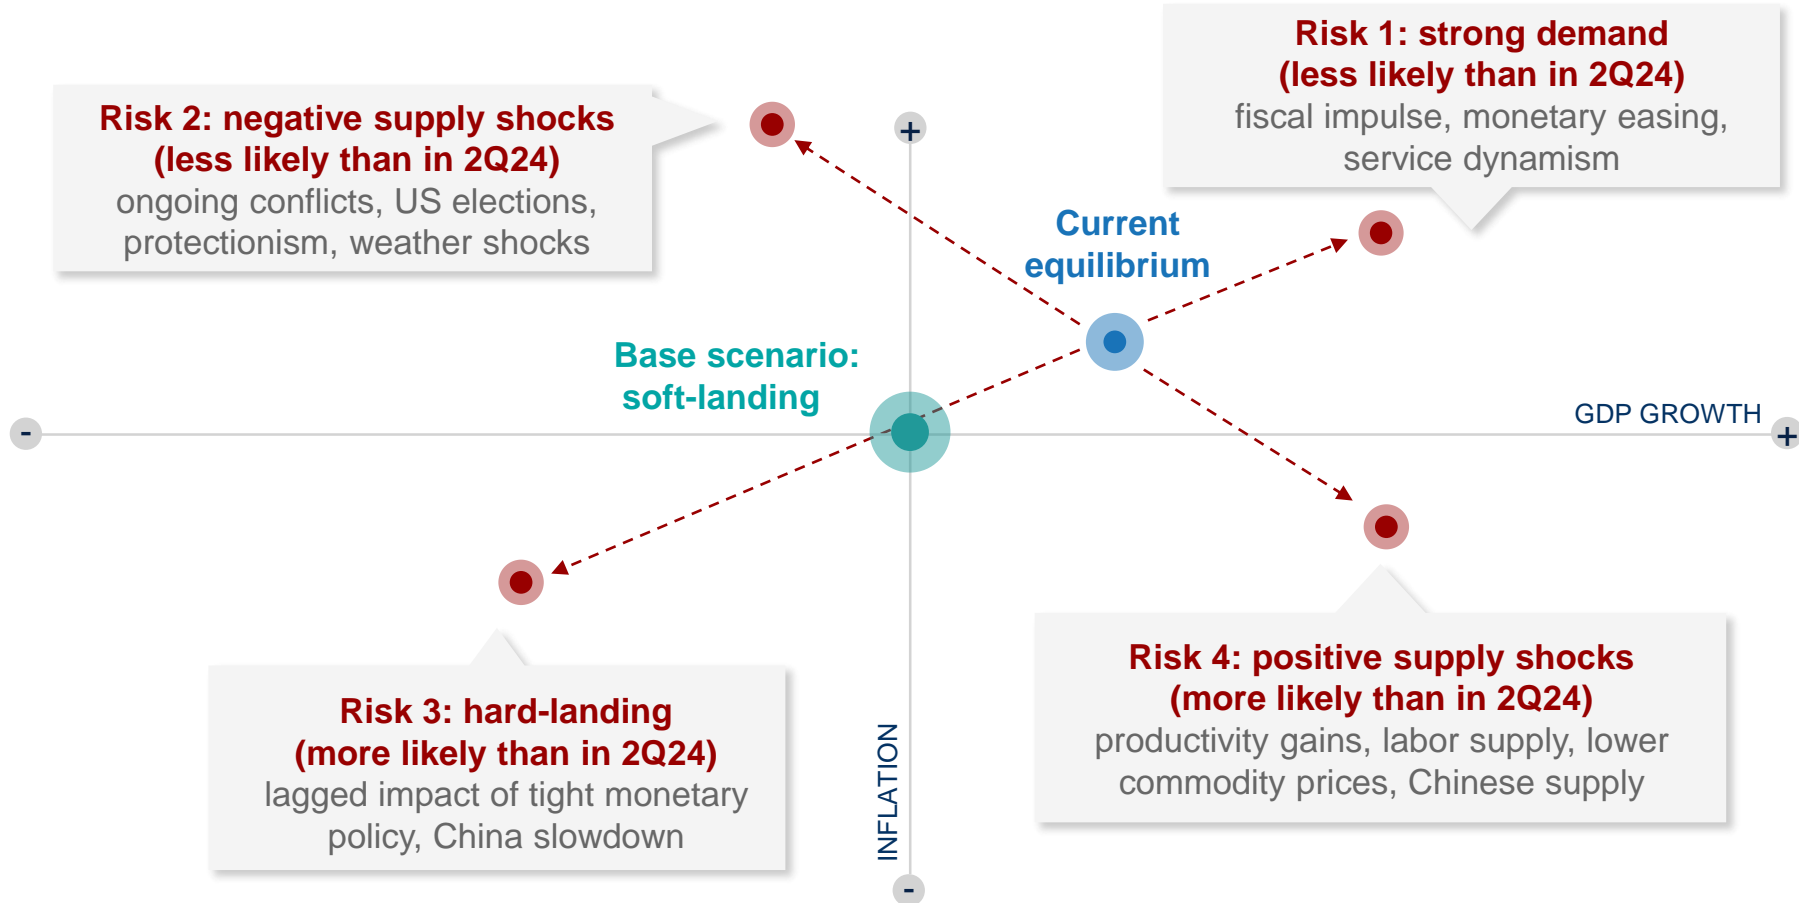 Risk 1: strong demand
(less likely than in 2Q24)
fiscal impulse, monetary easing,
service dynamism
Risk 2: negative supply shocks
(less likely than in 2Q24)
ongoing conflicts, US elections,
protectionism, weather shocks
+
Current
equilibrium
Base scenario:
soft-landing
-
GDP GROWTH
+
Risk 3: hard-landing
(more likely than in 2Q24)
lagged impact of tight monetary
policy, China slowdown
INFLATION
-
Risk 4: positive supply shocks
(more likely than in 2Q24)
productivity gains, labor supply, lower
commodity prices, Chinese supply